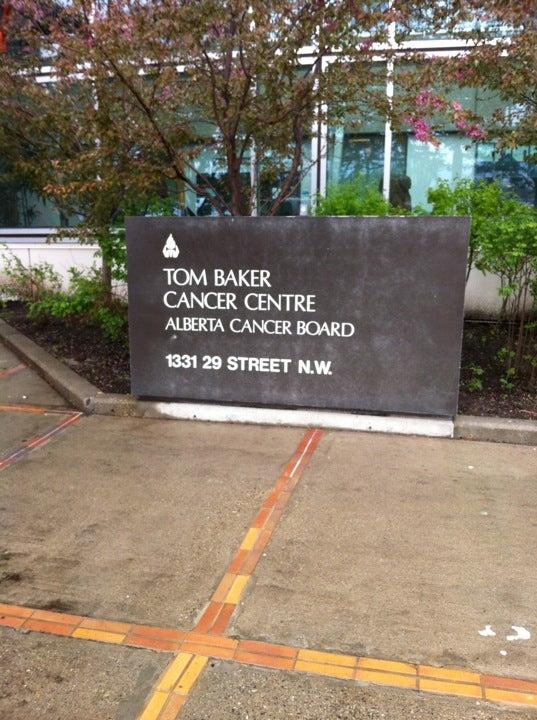 TOM BAKER
CANCER CENTRE
ALBERTA CANCER BOARD
1331 29 STREET N.W.